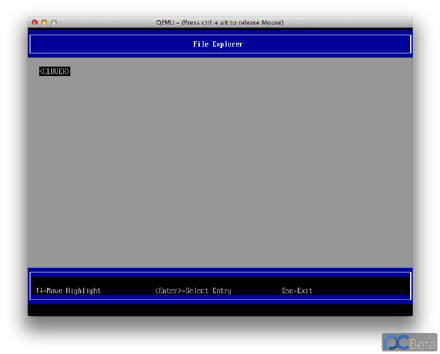 QEMU - (Press ctrl + alt to release Mouse)
File Explorer
<CLOVER>
↑↓=Move Highlight <Enter>=Select Entry Esc=Exit
PCBeta